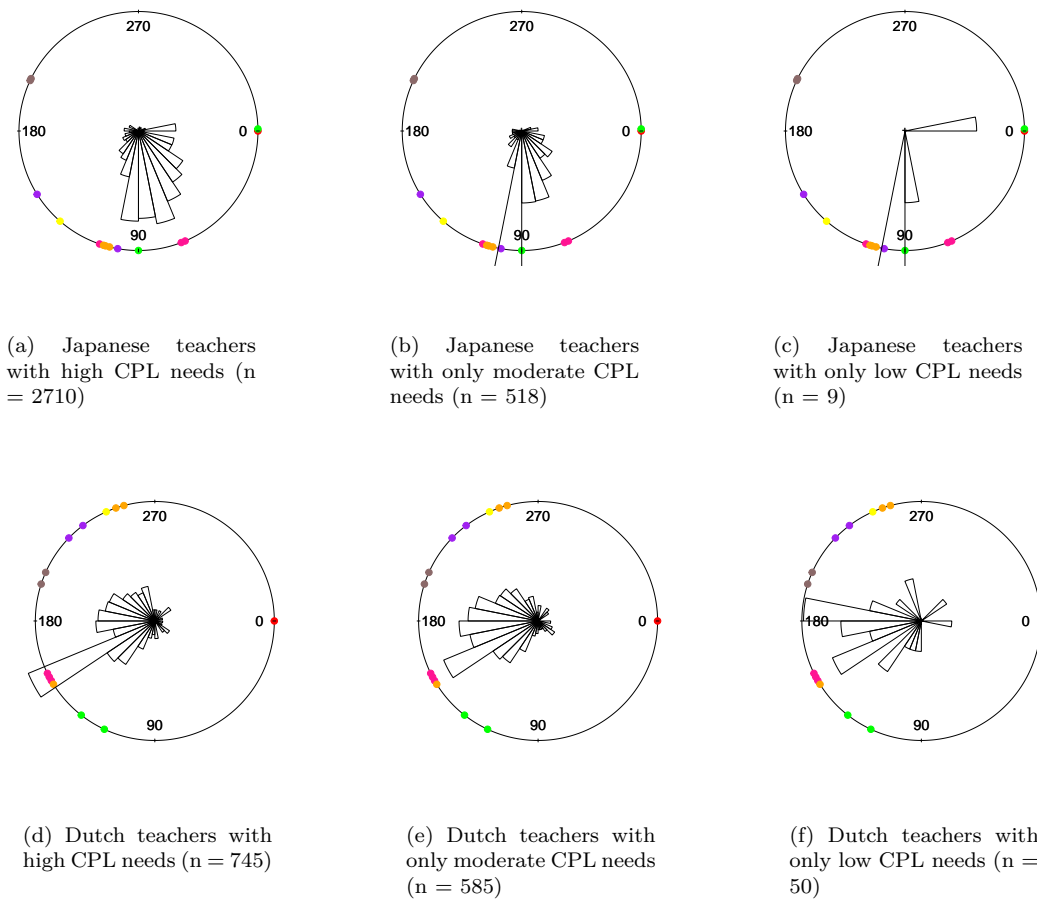 270
180
0
90
270
180
0
90
270
180
0
90
(a) Japanese teachers
with high CPL needs (n
= 2710)
(b) Japanese teachers
with only moderate CPL
needs (n = 518)
(c) Japanese teachers
with only low CPL needs
(n = 9)
270
180
0
90
270
180
0
90
270
180
0
90
(d) Dutch teachers with
high CPL needs (n = 745)
(e) Dutch teachers with
only moderate CPL needs
(n = 585)
(f) Dutch teachers with
only low CPL needs (n =
50)